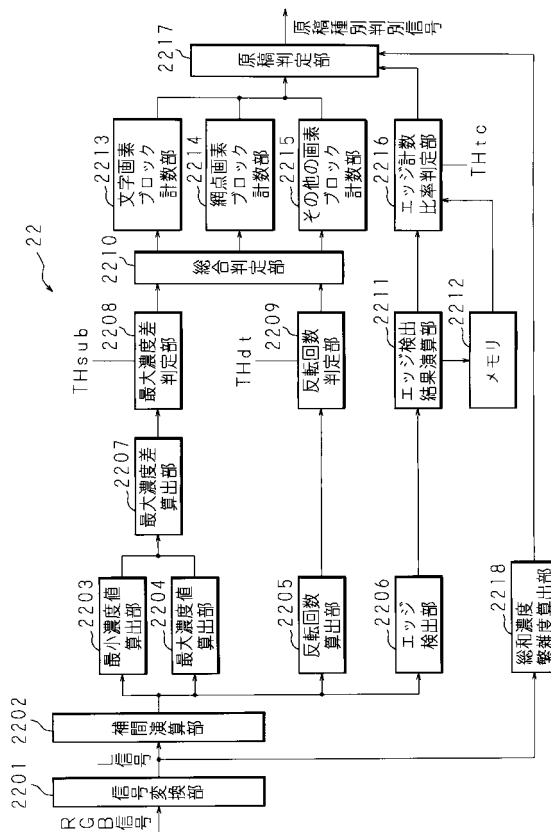 22
RGB信号
2201
信号変換部
L信号
2202
補間演算部
2203
最小濃度値
算出部
2204
最大濃度値
算出部
2205
反転回数
算出部
2206
エッジ
検出部
2218
総和濃度
繁雑度算出部
2207
最大濃度差
算出部
THsub
2208
最大濃度差
判定部
THdt
2209
反転回数
判定部
2211
エッジ検出
結果演算部
2212
メモリ
2210
総合判定部
2213
文字画素
ブロック
計数部
2214
網点画素
ブロック
計数部
2215
その他の画素
ブロック
計数部
2216
エッジ計数
比率判定部
THtc
2217
原稿判定部
原稿種別判別信号